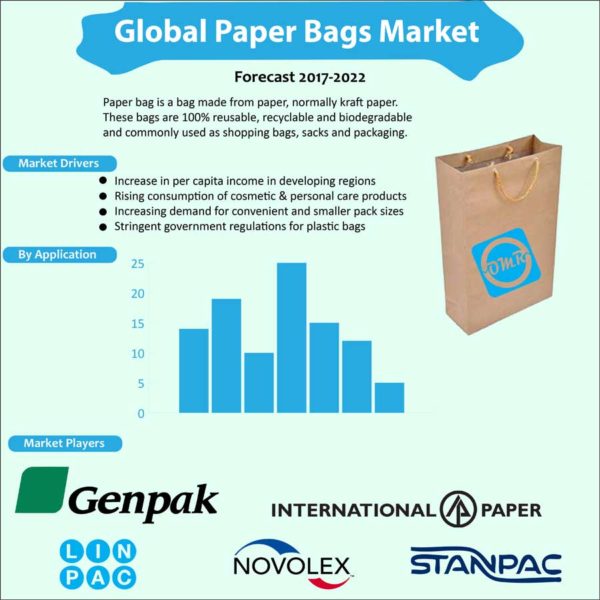 Global Paper Bags Market
Forecast 2017-2022
Paper bag is a bag made from paper, normally kraft paper.
These bags are 100% reusable, recyclable and biodegradable
and commonly used as shopping bags, sacks and packaging.
Market Drivers
Increase in per capita income in developing regions
Rising consumption of cosmetic & personal care products
Increasing demand for convenient and smaller pack sizes
Stringent government regulations for plastic bags
OMR
By Application
25
20
15
10
5
0
Market Players
Genpak
INTERNATIONAL PAPER
LIN
PAC
NOVOLEX™
STANPAC